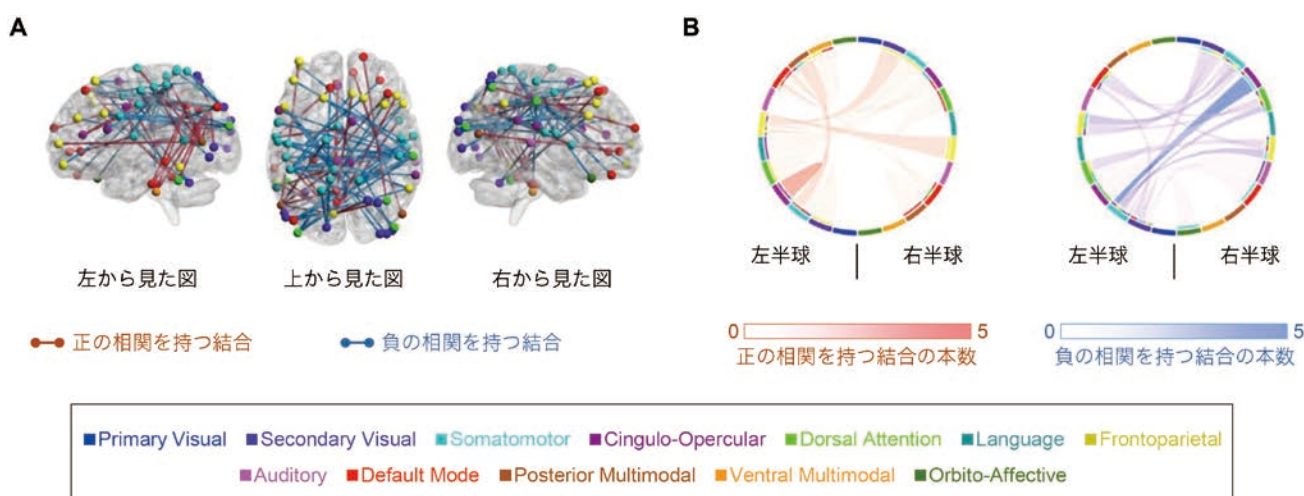 A
B
左から見た図
上から見た図
右から見た図
左半球
右半球
左半球
右半球
正の相関を持つ結合
負の相関を持つ結合
0
5
正の相関を持つ結合の本数
0
5
負の相関を持つ結合の本数
Primary Visual Secondary Visual Somatomotor Cingulo-Opercular Dorsal Attention Language Frontoparietal
Auditory Default Mode Posterior Multimodal Ventral Multimodal Orbito-Affective